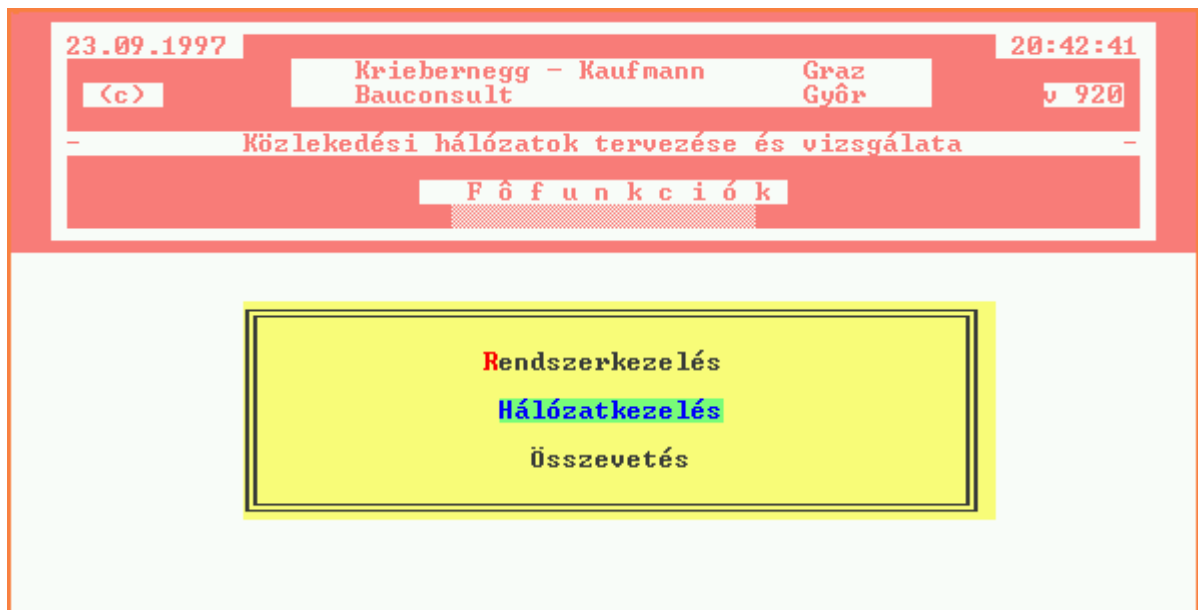 23.09.1997 20:42:41
Kriebernegg - Kaufmann Graz
(c) Bauconsult Gyôr v 920
- Közlekedési hálózatok tervezése és vizsgálata -
F ô f u n k c i ó k
Rendszerkezelés
Hálózatkezelés
Összevetés